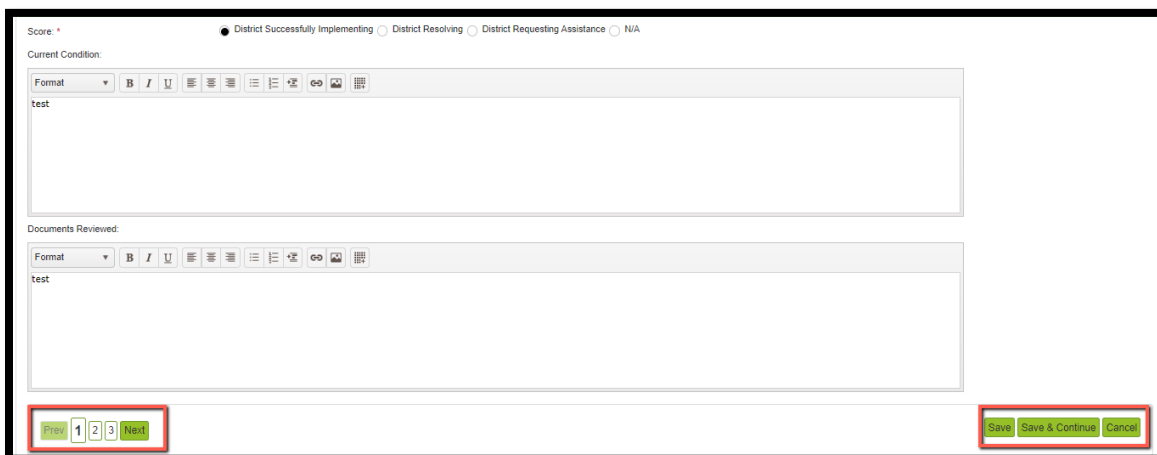 Score: * District Successfully Implementing District Resolving District Requesting Assistance N/A
Current Condition:
Format B I U
test
Documents Reviewed:
Format B I U
test
Prev 1 2 3 Next Save Save & Continue Cancel